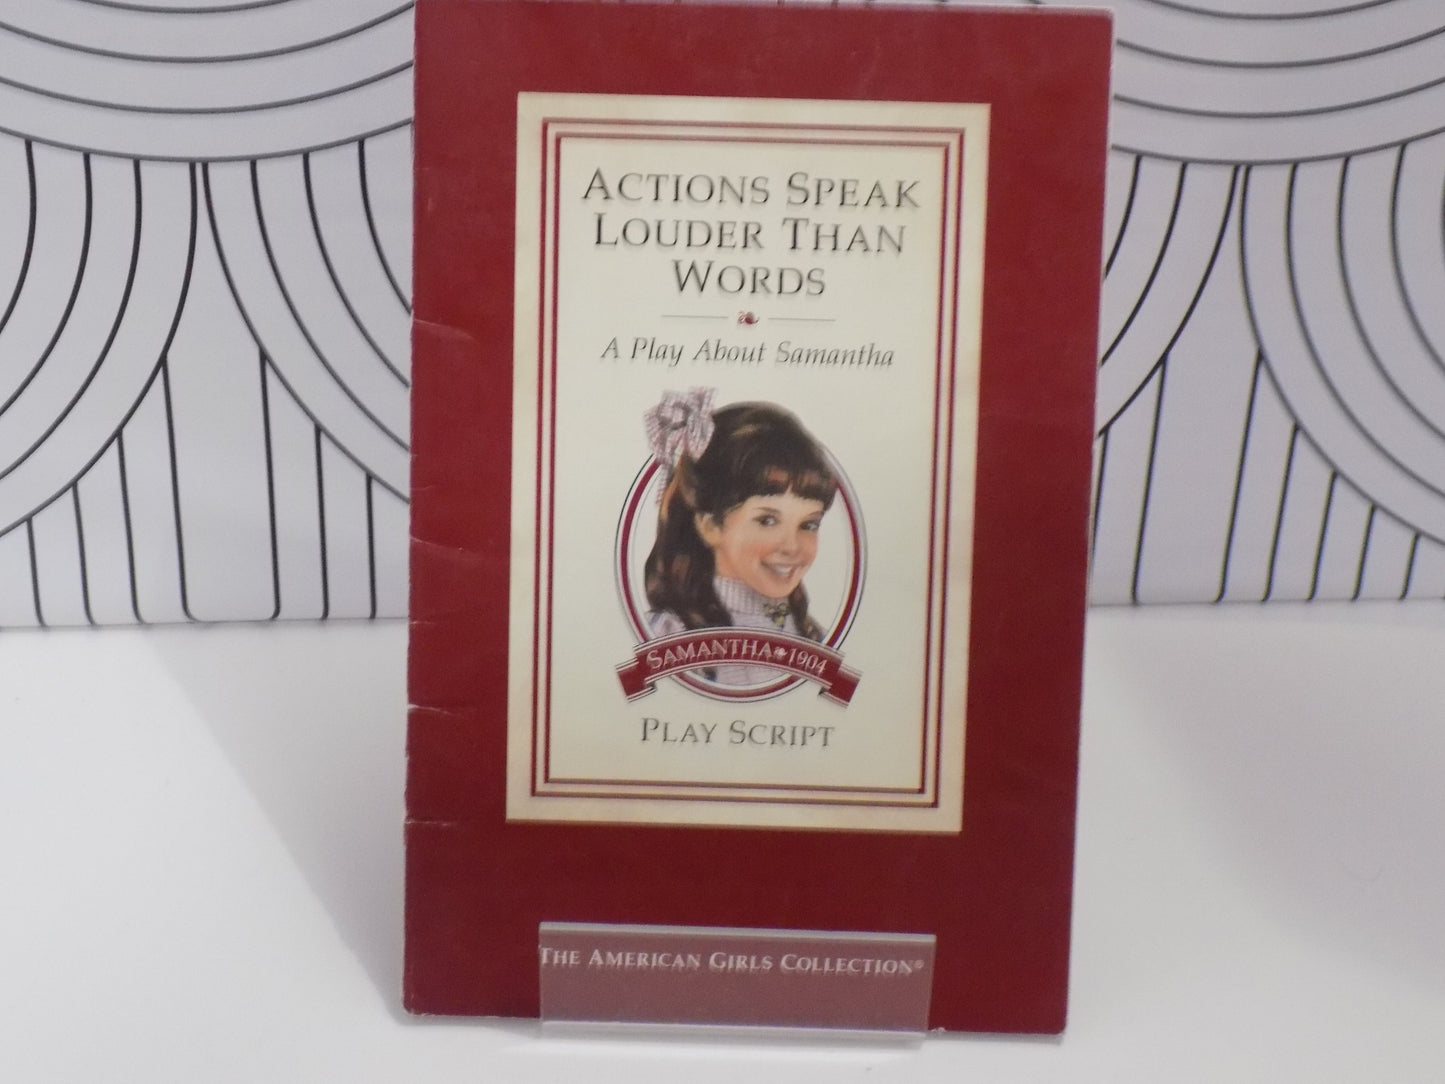 ACTIONS SPEAK
LOUDER THAN
WORDS
A Play About Samantha
SAMANTHA 1904
PLAY SCRIPT
THE AMERICAN GIRLS COLLECTION®